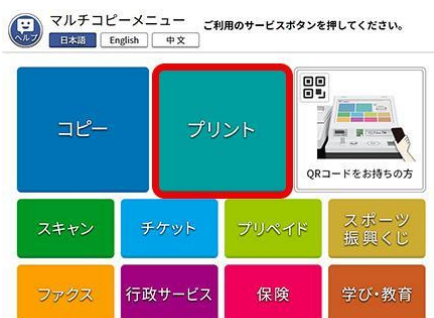 マルチコピーメニュー
ご利用のサービスボタンを押してください。
ヘルプ
日本語 English 中文
コピー
プリント
QRコードをお持ちの方
スキャン
チケット
プリペイド
スポーツ
振興くじ
ファクス
行政サービス
保険
学び・教育